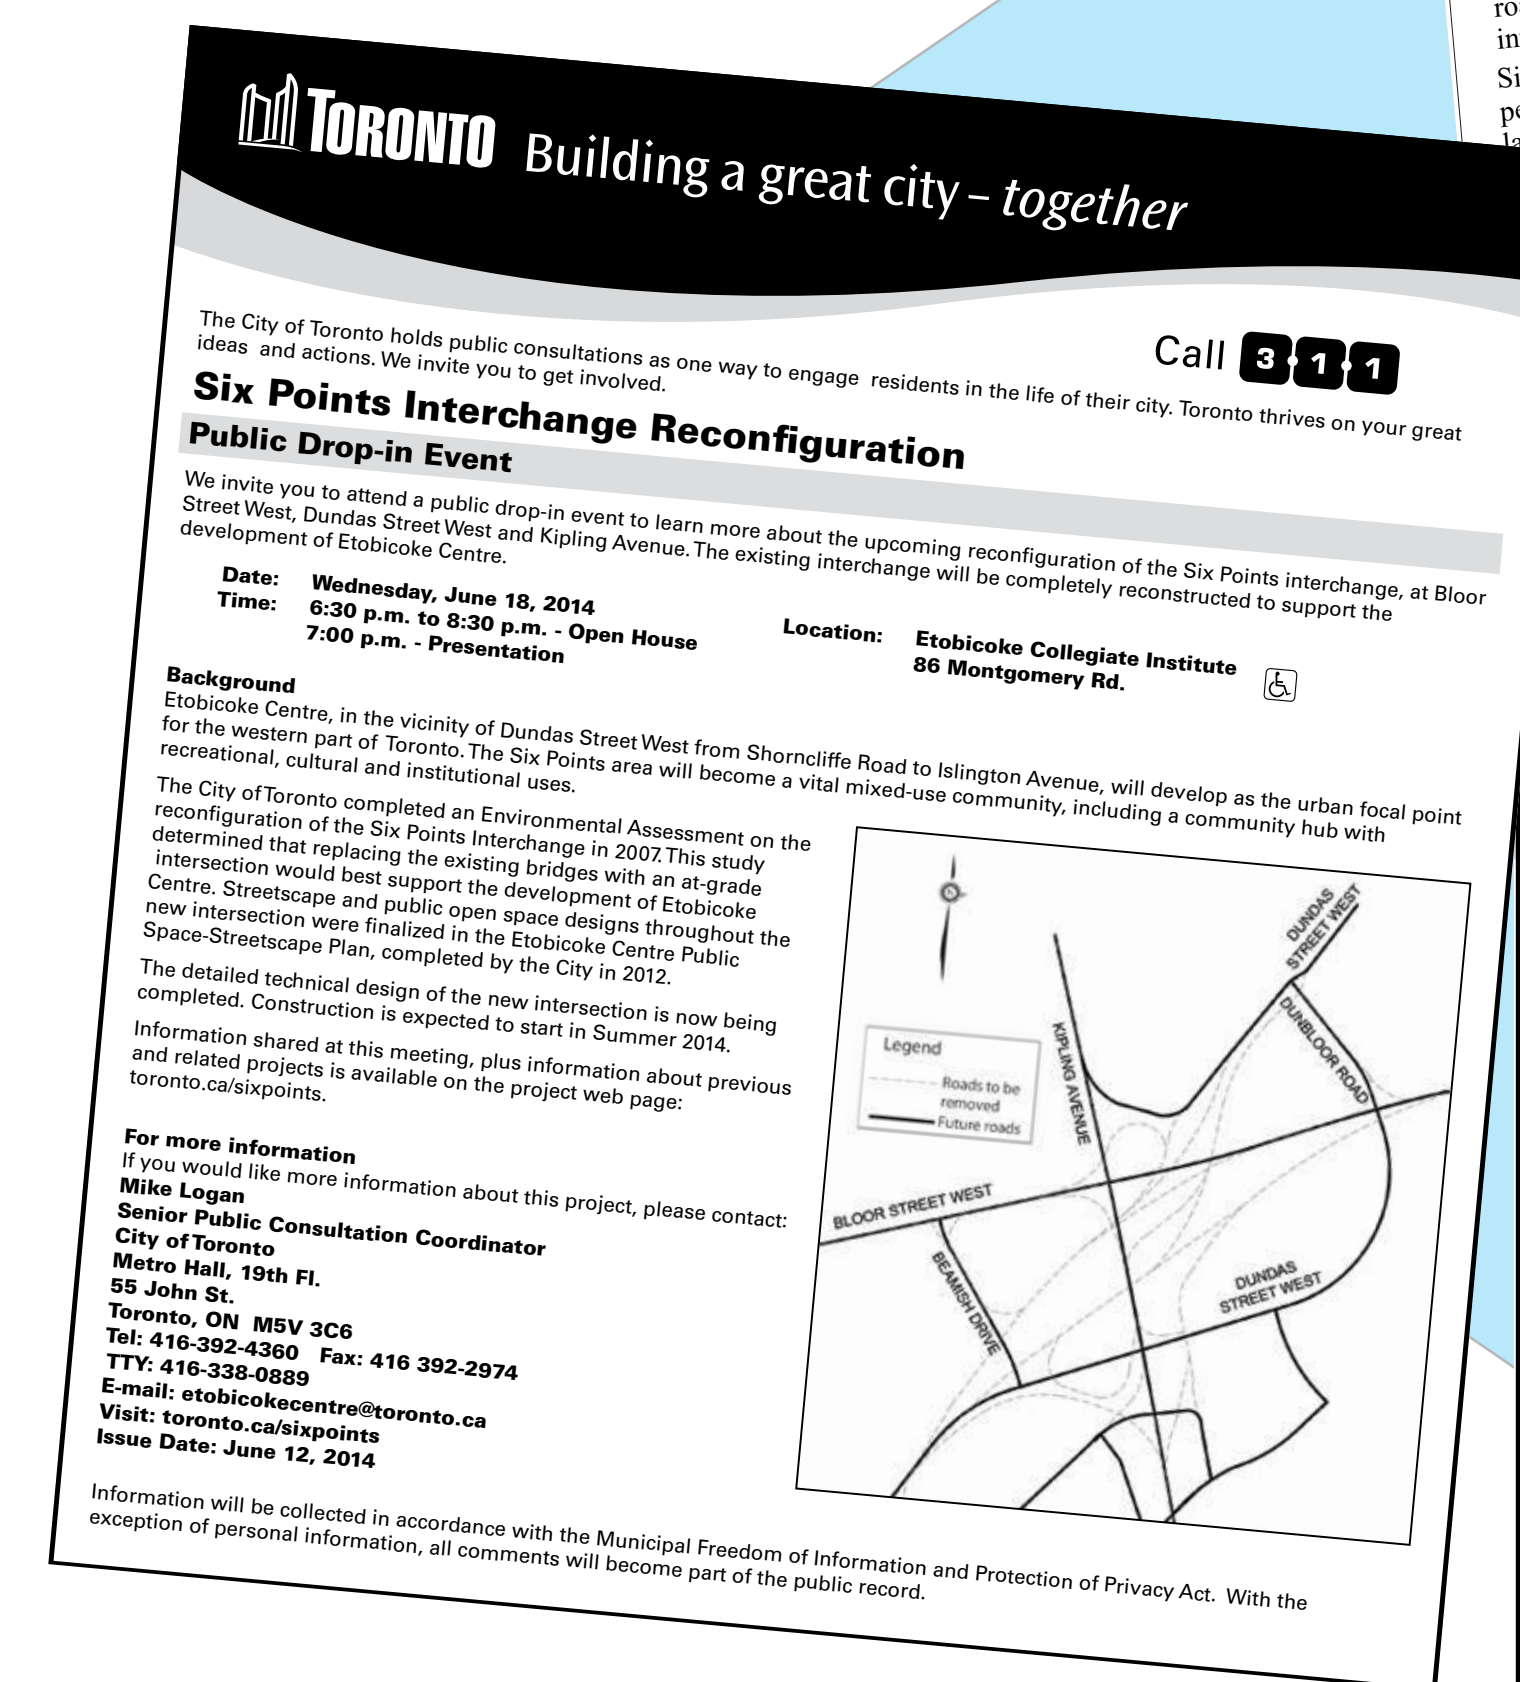 ro
in
Si
pe
la
TORONTO Building a great city – together
Call 3·1·1
The City of Toronto holds public consultations as one way to engage residents in the life of their city. Toronto thrives on your great
ideas and actions. We invite you to get involved.
Six Points Interchange Reconfiguration
Public Drop-in Event
We invite you to attend a public drop-in event to learn more about the upcoming reconfiguration of the Six Points interchange, at Bloor
Street West, Dundas Street West and Kipling Avenue. The existing interchange will be completely reconstructed to support the
development of Etobicoke Centre.
Date: Wednesday, June 18, 2014
Time: 6:30 p.m. to 8:30 p.m. - Open House
7:00 p.m. - Presentation
Location: Etobicoke Collegiate Institute
86 Montgomery Rd.
Background
Etobicoke Centre, in the vicinity of Dundas Street West from Shorncliffe Road to Islington Avenue, will develop as the urban focal point
for the western part of Toronto. The Six Points area will become a vital mixed-use community, including a community hub with
recreational, cultural and institutional uses.
The City of Toronto completed an Environmental Assessment on the
reconfiguration of the Six Points Interchange in 2007. This study
determined that replacing the existing bridges with an at-grade
intersection would best support the development of Etobicoke
Centre. Streetscape and public open space designs throughout the
new intersection were finalized in the Etobicoke Centre Public
Space-Streetscape Plan, completed by the City in 2012.
The detailed technical design of the new intersection is now being
completed. Construction is expected to start in Summer 2014.
Information shared at this meeting, plus information about previous
and related projects is available on the project web page:
toronto.ca/sixpoints.
For more information
If you would like more information about this project, please contact:
Mike Logan
Senior Public Consultation Coordinator
City of Toronto
Metro Hall, 19th Fl.
55 John St.
Toronto, ON M5V 3C6
Tel: 416-392-4360 Fax: 416 392-2974
TTY: 416-338-0889
E-mail: etobicokecentre@toronto.ca
Visit: toronto.ca/sixpoints
Issue Date: June 12, 2014
DUNDAS
STREET WEST
DUNBLOOR ROAD
KIPLING AVENUE
Legend
Roads to be
removed
Future roads
BLOOR STREET WEST
BEAMISH DRIVE
DUNDAS
STREET WEST
Information will be collected in accordance with the Municipal Freedom of Information and Protection of Privacy Act. With the
exception of personal information, all comments will become part of the public record.